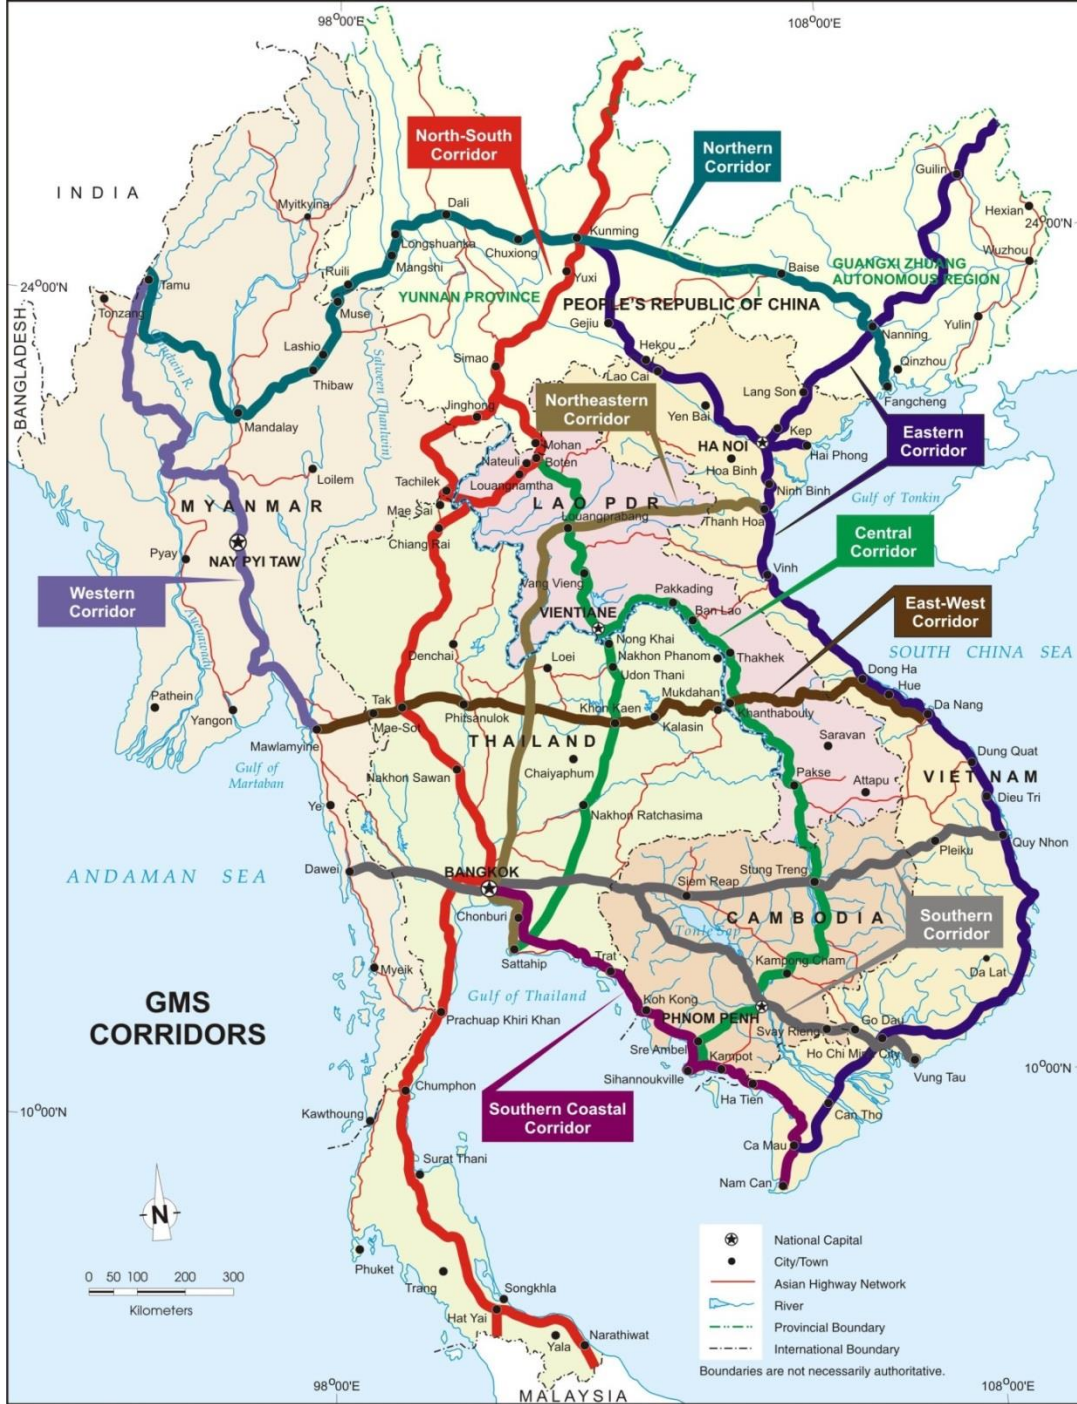 98°00'E
108°00'E
North-South
Corridor
Northern
Corridor
INDIA
Guilin
Myitkyina
Dali
Hexian
24°00'N
Longshuanka
Kunming
Chuxiong
Wuzhou
Mangshi
Ruili
Baise
GUANGXI ZHUANG
AUTONOMOUS REGION
Tamu
Yuxi
24°00'N
YUNNAN PROVINCE
PEOPLE'S REPUBLIC OF CHINA
Tonzang
Muse
Gejiu
Nanning
Yulin
BANGLADESH
Chidwin R.
Salween (Thanlwin)
Lashio
Simao
Hekou
Qinzhou
Thibaw
Lao Cai
Lang Son
Fangcheng
Northeastern
Corridor
Jinghong
Yen Bai
Mandalay
Kep
Eastern
Corridor
Mohan
HA NOI
Hai Phong
Nateuli
Boten
Hoa Binh
Loilem
Louangnamtha
Tachilek
Ninh Binh
Gulf of Tonkin
MYANMAR
Mae Sai
LAO PDR
Thanh Hoa
Louangprabang
Chiang Rai
Central
Corridor
Pyay
NAY PYI TAW
Vang Vieng
Vinh
Western
Corridor
Pakkading
East-West
Corridor
VIENTIANE
Ban Lao
Ayeyawady
Nong Khai
SOUTH CHINA SEA
Denchai
Loei
Nakhon Phanom
Thakhek
Udon Thani
Dong Ha
Pathein
Tak
Mukdahan
Hue
Yangon
Khon Kaen
Khanthabouly
Da Nang
Mae-Sot
Phitsanulok
Kalasin
Mawlamyine
THAILAND
Saravan
Dung Quat
Gulf of
Martaban
Nakhon Sawan
Chaiyaphum
Pakse
VIET NAM
Attapu
Ye
Dieu Tri
Nakhon Ratchasima
Pleiku
Quy Nhon
Dawei
BANGKOK
Stung Treng
ANDAMAN SEA
Siem Reap
Chonburi
CAMBODIA
Southern
Corridor
Tonle Sap
Sattahip
Trat
Kampong Cham
Da Lat
Myeik
Gulf of Thailand
GMS
CORRIDORS
Koh Kong
Prachuap Khiri Khan
PHNOM PENH
Svay Rieng
Go Dau
Sre Ambel
Kampot
Ho Chi Minh City
10°00'N
Sihannoukville
Vung Tau
Chumphon
Ha Tien
10°00'N
Kawthoung
Southern Coastal
Corridor
Can Tho
Ca Mau
Surat Thani
Nam Can
N
National Capital
Phuket
City/Town
0 50 100 200 300
Trang
Songkhla
Asian Highway Network
Kilometers
River
Hat Yai
Provincial Boundary
Narathiwat
Yala
International Boundary
Boundaries are not necessarily authoritative.
98°00'E
MALAYSIA
108°00'E